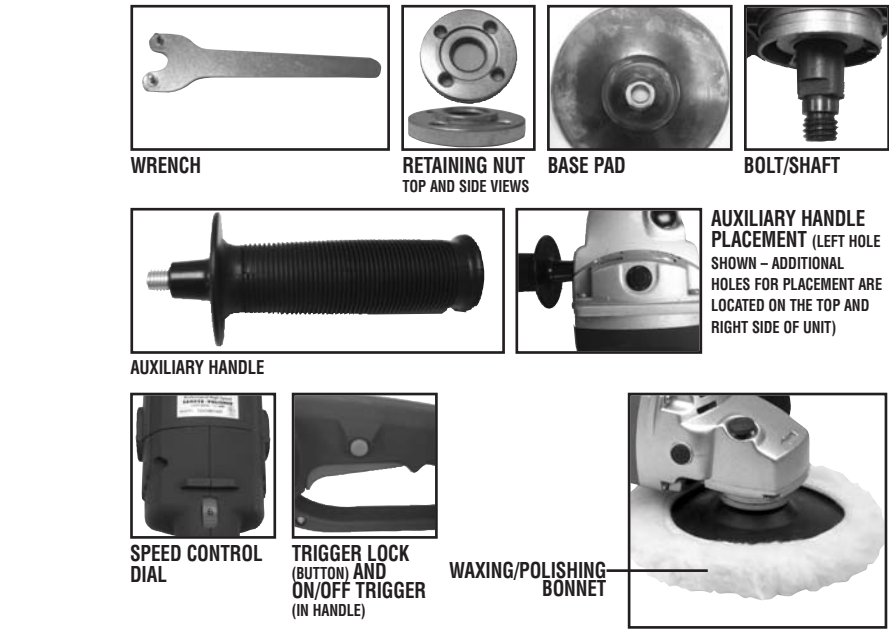 WRENCH
RETAINING NUT
TOP AND SIDE VIEWS
BASE PAD
BOLT/SHAFT
AUXILIARY HANDLE
PLACEMENT (LEFT HOLE
SHOWN – ADDITIONAL
HOLES FOR PLACEMENT ARE
LOCATED ON THE TOP AND
RIGHT SIDE OF UNIT)
AUXILIARY HANDLE
SPEED CONTROL
DIAL
TRIGGER LOCK
(BUTTON) AND
ON/OFF TRIGGER
(IN HANDLE)
WAXING/POLISHING
BONNET